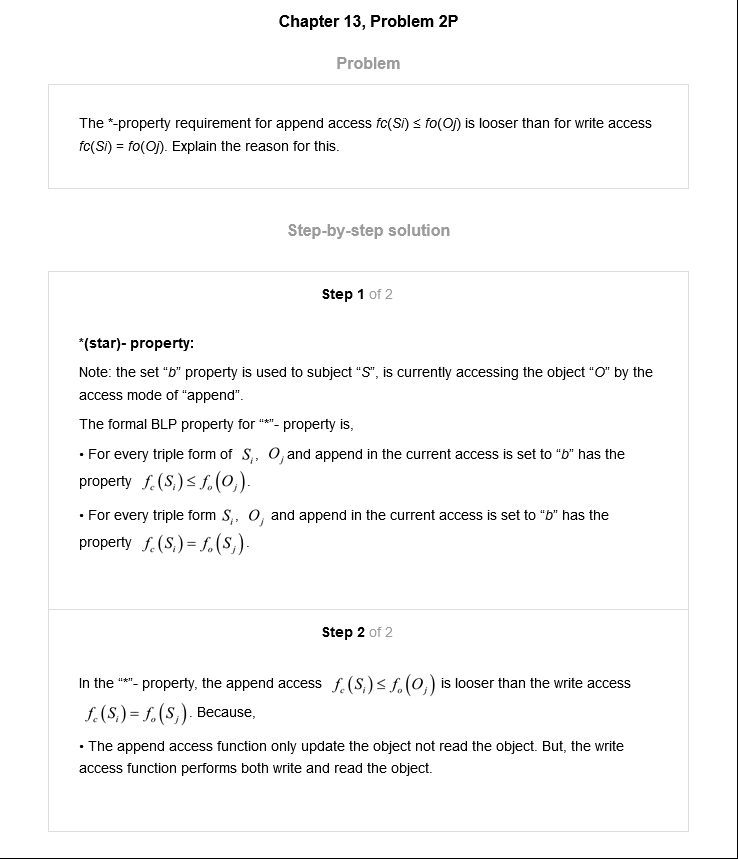 Chapter 13, Problem 2P
Problem
The *-property requirement for append access fc(Si) ≤ fo(Oj) is looser than for write access
fc(Si) = fo(Oj). Explain the reason for this.
Step-by-step solution
Step 1 of 2
*(star)- property:
Note: the set “b” property is used to subject “S”, is currently accessing the object “O” by the
access mode of “append”.
The formal BLP property for “*”- property is,
• For every triple form of S_i, O_j and append in the current access is set to “b” has the
property f_c(S_i) ≤ f_o(O_j).
• For every triple form S_i, O_j and append in the current access is set to “b” has the
property f_c(S_i) = f_o(S_j).
Step 2 of 2
In the “*”- property, the append access f_c(S_i) ≤ f_o(O_j) is looser than the write access
f_c(S_i) = f_o(S_j). Because,
• The append access function only update the object not read the object. But, the write
access function performs both write and read the object.